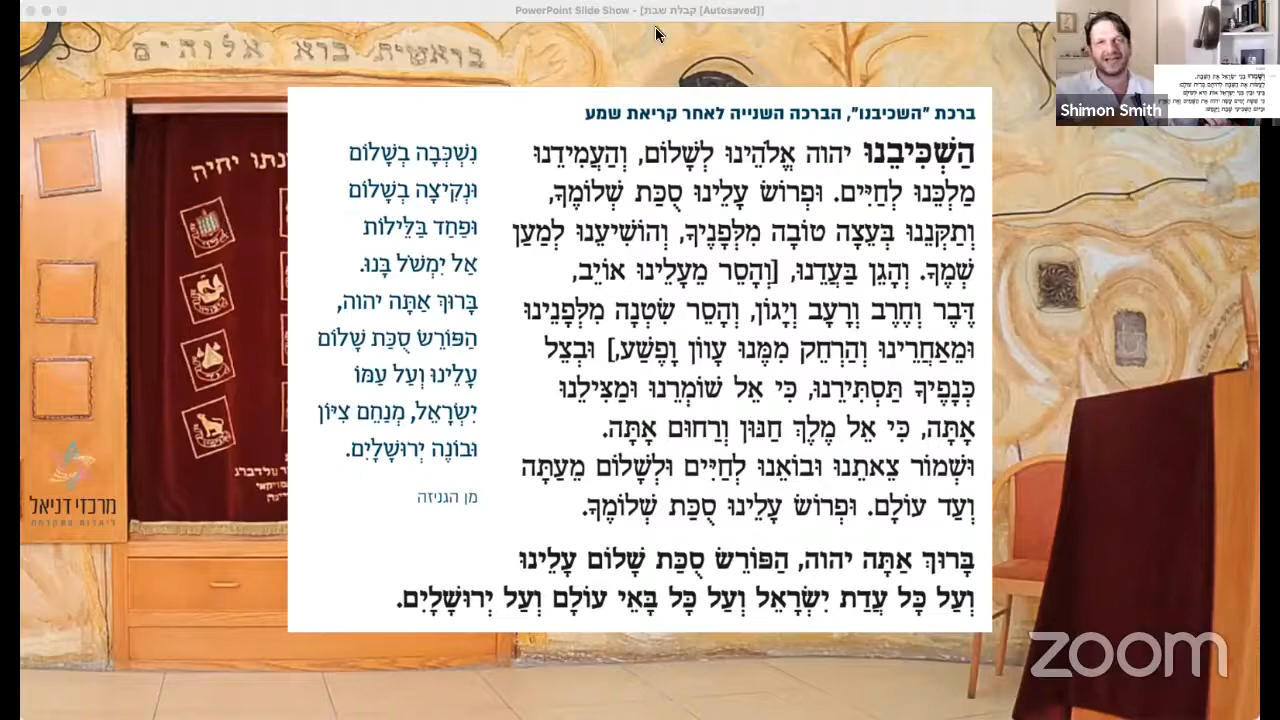 PowerPoint Slide Show - [קבלת שבת [Autosaved]]
בראשית ברא אלוהים
נתנו יחיה
Shimon Smith
ברכת "השכיבנו", הברכה השנייה לאחר קריאת שמע
הַשְׁכִּיבֵנוּ יהוה אֱלֹהֵינוּ לְשָׁלוֹם, וְהַעֲמִידֵנוּ
מַלְכֵּנוּ לְחַיִּים. וּפְרוֹשׂ עָלֵינוּ סֻכַּת שְׁלוֹמֶךָ,
וְתַקְּנֵנוּ בְּעֵצָה טוֹבָה מִלְּפָנֶיךָ, וְהוֹשִׁיעֵנוּ לְמַעַן
שְׁמֶךָ. וְהָגֵן בַּעֲדֵנוּ, [וְהָסֵר מֵעָלֵינוּ אוֹיֵב,
דֶּבֶר וְחֶרֶב וְרָעָב וְיָגוֹן, וְהָסֵר שִׂטְנָה מִלְּפָנֵינוּ
וּמֵאַחֲרֵינוּ וְהַרְחֵק מִמֶּנּוּ עָווֹן וָפֶשַׁע,] וּבְצֵל
כְּנָפֶיךָ תַּסְתִּירֵנוּ, כִּי אֵל שׁוֹמְרֵנוּ וּמַצִּילֵנוּ
אָתָּה, כִּי אֵל מֶלֶךְ חַנּוּן וְרַחוּם אָתָּה.
וּשְׁמוֹר צֵאתֵנוּ וּבוֹאֵנוּ לְחַיִּים וּלְשָׁלוֹם מֵעַתָּה
וְעַד עוֹלָם. וּפְרוֹשׂ עָלֵינוּ סֻכַּת שְׁלוֹמֶךָ.
בָּרוּךְ אַתָּה יהוה, הַפּוֹרֵשׂ סֻכַּת שָׁלוֹם עָלֵינוּ
וְעַל כָּל עֲדַת יִשְׂרָאֵל וְעַל כָּל בָּאֵי עוֹלָם וְעַל יְרוּשָׁלָיִם.
נִשְׁכְּבָה בְשָׁלוֹם
וּנְקִיצָה בְשָׁלוֹם
וּפַחַד בַּלֵּילוֹת
אַל יִמְשֹׁל בָּנוּ.
בָּרוּךְ אַתָּה יהוה,
הַפּוֹרֵשׂ סֻכַּת שָׁלוֹם
עָלֵינוּ וְעַל עַמּוֹ
יִשְׂרָאֵל, מְנַחֵם צִיּוֹן
וּבוֹנֶה יְרוּשָׁלָיִם.
מן הגניזה
מרכזי דניאל
ליהדות מתקדמת
zoom